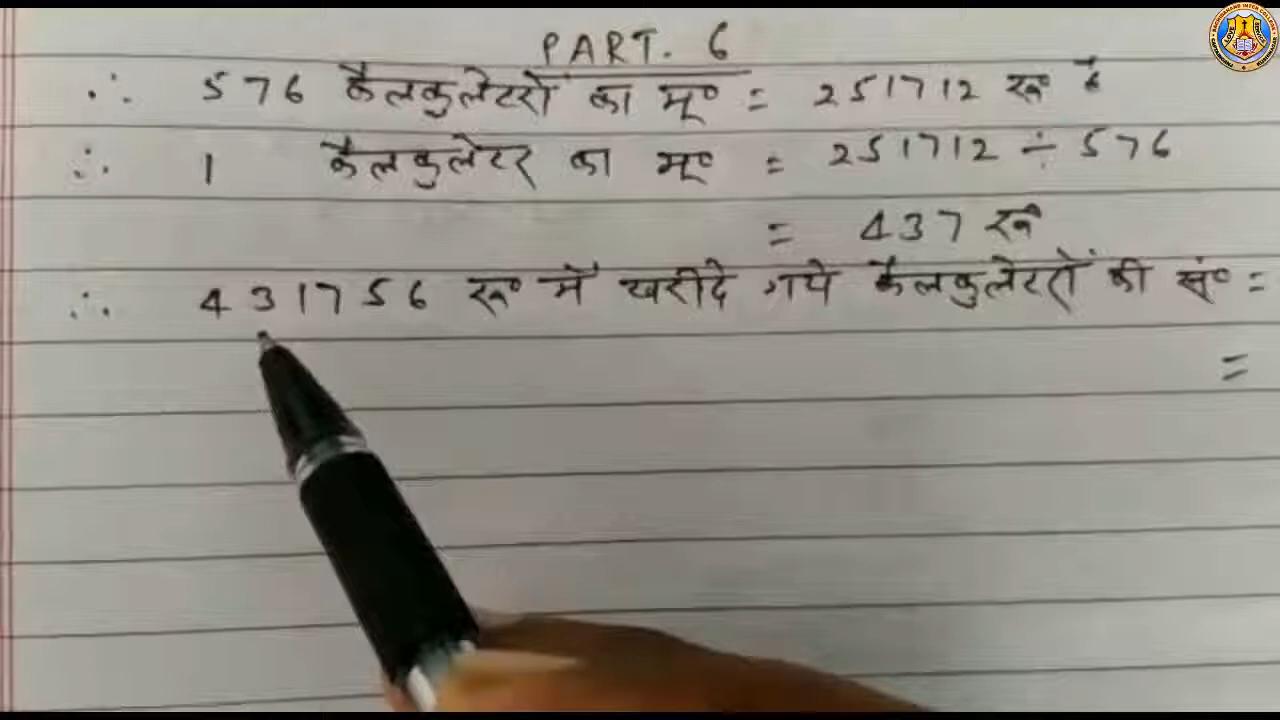 PART. 6
∵ 576 कैलकुलेटरों का मू० = 251712 रू० है
∴ 1 कैलकुलेटर का मू० = 251712 ÷ 576
= 437 रू०
∴ 431756 रू० में खरीदे गये कैलकुलेटरों की सं० =
=